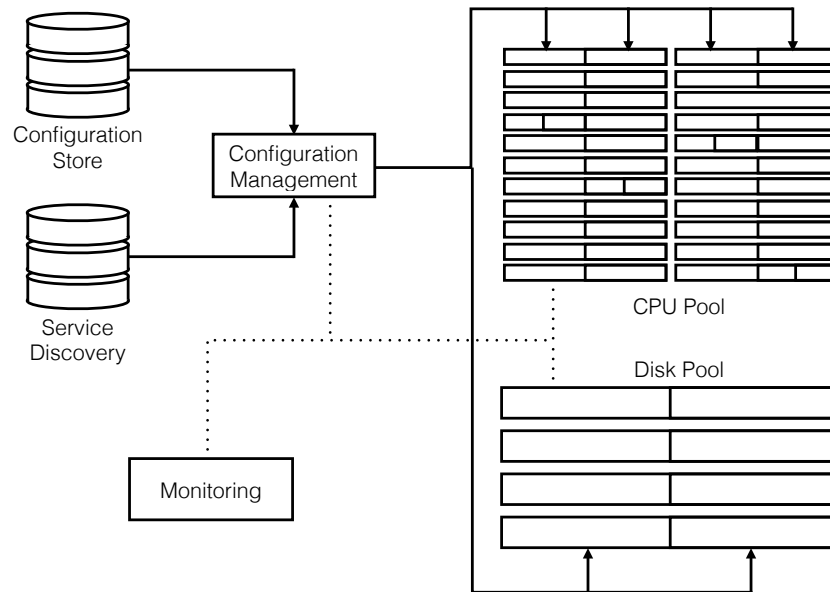 Configuration
Store
Configuration
Management
Service
Discovery
CPU Pool
Disk Pool
Monitoring